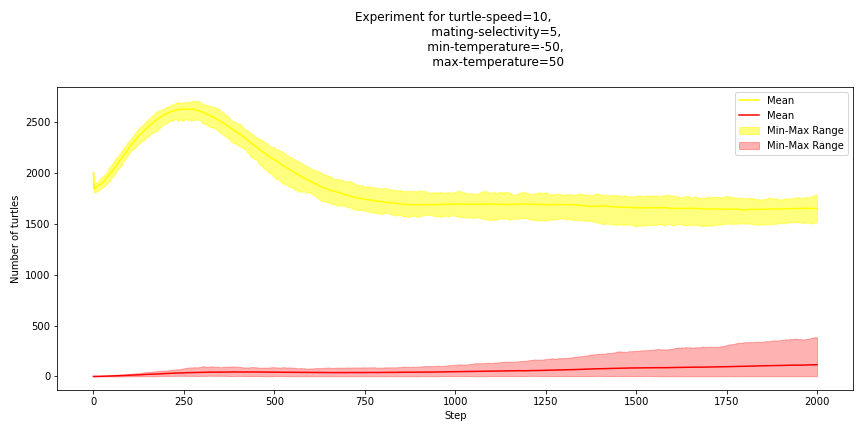 Experiment for turtle-speed=10,
mating-selectivity=5,
min-temperature=-50,
max-temperature=50
Mean
Mean
Min-Max Range
Min-Max Range
Number of turtles
2500
2000
1500
1000
500
0
0 250 500 750 1000 1250 1500 1750 2000
Step